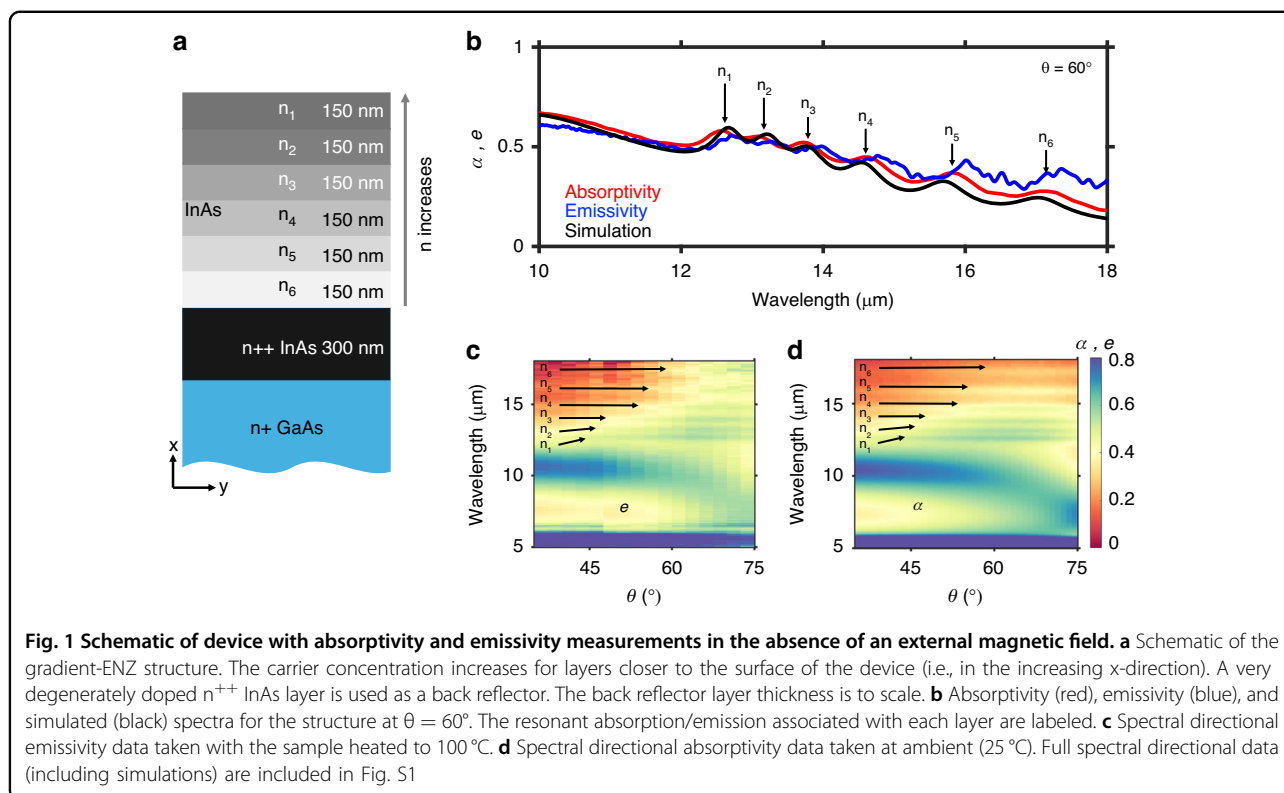 a
n₁ 150 nm
n₂ 150 nm
n₃ 150 nm
InAs n₄ 150 nm
n₅ 150 nm
n₆ 150 nm
n increases
n++ InAs 300 nm
n+ GaAs
x
y
b
1
0.5
0
α , e
θ = 60°
n₁
n₂
n₃
n₄
n₅
n₆
Absorptivity
Emissivity
Simulation
10 12 14 16 18
Wavelength (μm)
c
Wavelength (μm)
15
10
5
n₆
n₅
n₄
n₃
n₂
n₁
e
45 60 75
θ (°)
d
Wavelength (μm)
15
10
5
n₆
n₅
n₄
n₃
n₂
n₁
α
45 60 75
θ (°)
α , e
0.8
0.6
0.4
0.2
0
Fig. 1 Schematic of device with absorptivity and emissivity measurements in the absence of an external magnetic field. a Schematic of the
gradient-ENZ structure. The carrier concentration increases for layers closer to the surface of the device (i.e., in the increasing x-direction). A very
degenerately doped n⁺⁺ InAs layer is used as a back reflector. The back reflector layer thickness is to scale. b Absorptivity (red), emissivity (blue), and
simulated (black) spectra for the structure at θ = 60°. The resonant absorption/emission associated with each layer are labeled. c Spectral directional
emissivity data taken with the sample heated to 100 °C. d Spectral directional absorptivity data taken at ambient (25 °C). Full spectral directional data
(including simulations) are included in Fig. S1